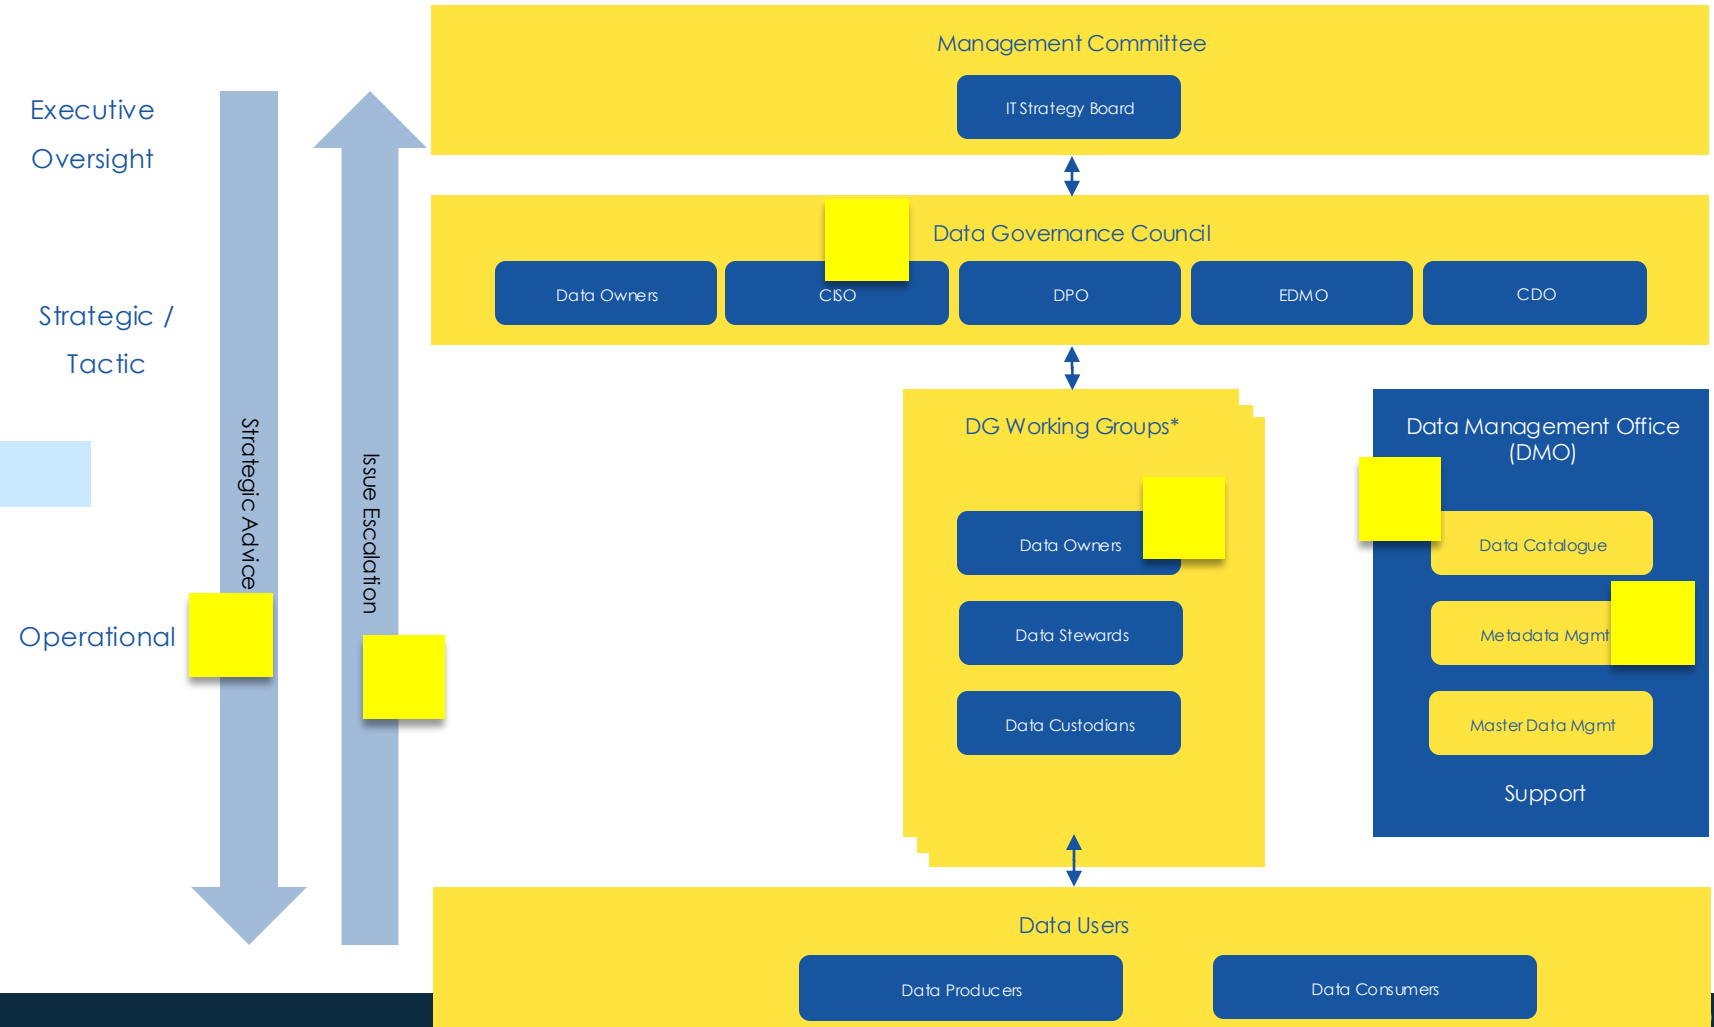 Management Committee
IT Strategy Board
Executive
Oversight
Data Governance Council
Data Owners
CISO
DPO
EDMO
CDO
Strategic /
Tactic
Strategic Advice
Issue Escalation
DG Working Groups*
Data Owners
Data Stewards
Data Custodians
Data Management Office
(DMO)
Data Catalogue
Metadata Mgmt
Master Data Mgmt
Support
Operational
Data Users
Data Producers
Data Consumers